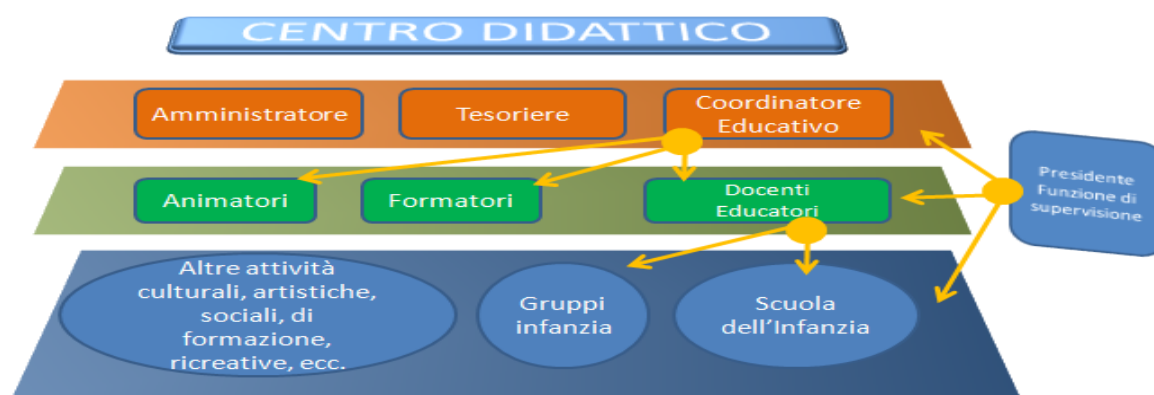 CENTRO DIDATTICO
Amministratore
Tesoriere
Coordinatore
Educativo
Presidente
Funzione di
supervisione
Animatori
Formatori
Docenti
Educatori
Altre attività
culturali, artistiche,
sociali, di
formazione,
ricreative, ecc.
Gruppi
infanzia
Scuola
dell'Infanzia